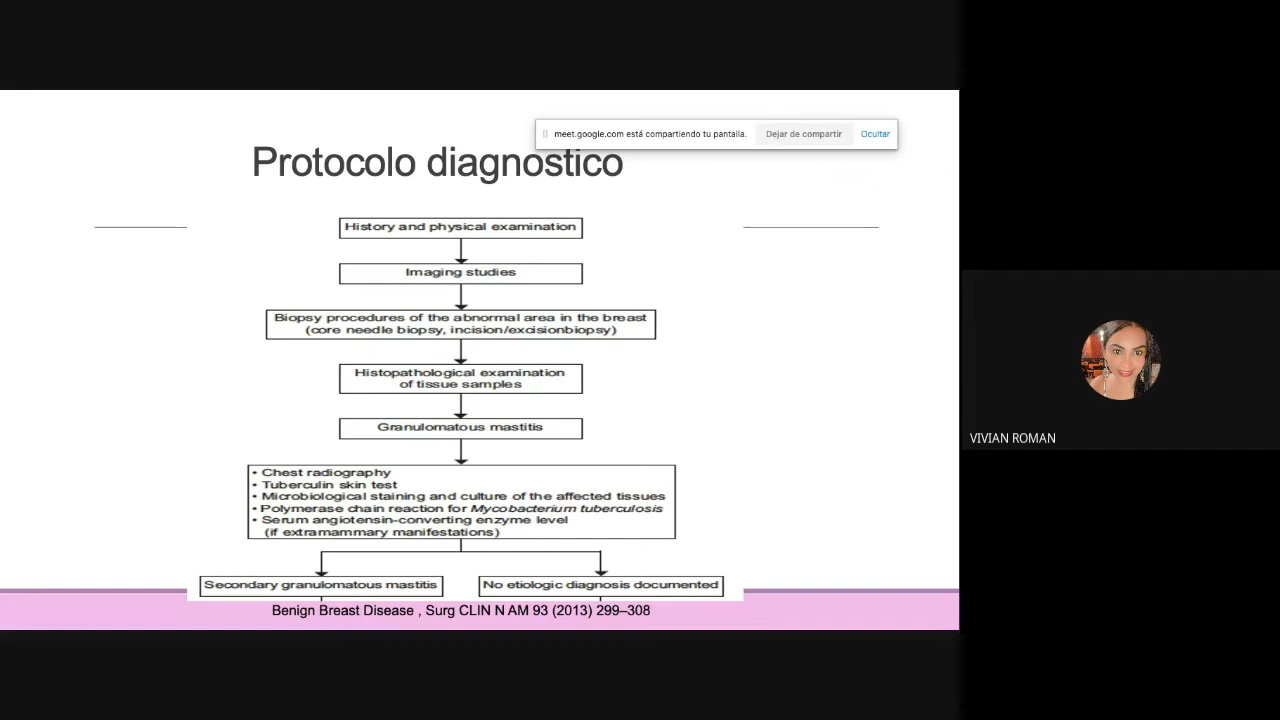 meet.google.com está compartiendo tu pantalla. Dejar de compartir Ocultar
Protocolo diagnostico
History and physical examination
Imaging studies
Biopsy procedures of the abnormal area in the breast
(core needle biopsy, incision/excisionbiopsy)
Histopathological examination
of tissue samples
Granulomatous mastitis
• Chest radiography
• Tuberculin skin test
• Microbiological staining and culture of the affected tissues
• Polymerase chain reaction for Mycobacterium tuberculosis
• Serum angiotensin-converting enzyme level
(if extramammary manifestations)
Secondary granulomatous mastitis
No etiologic diagnosis documented
Benign Breast Disease , Surg CLIN N AM 93 (2013) 299–308
VIVIAN ROMAN